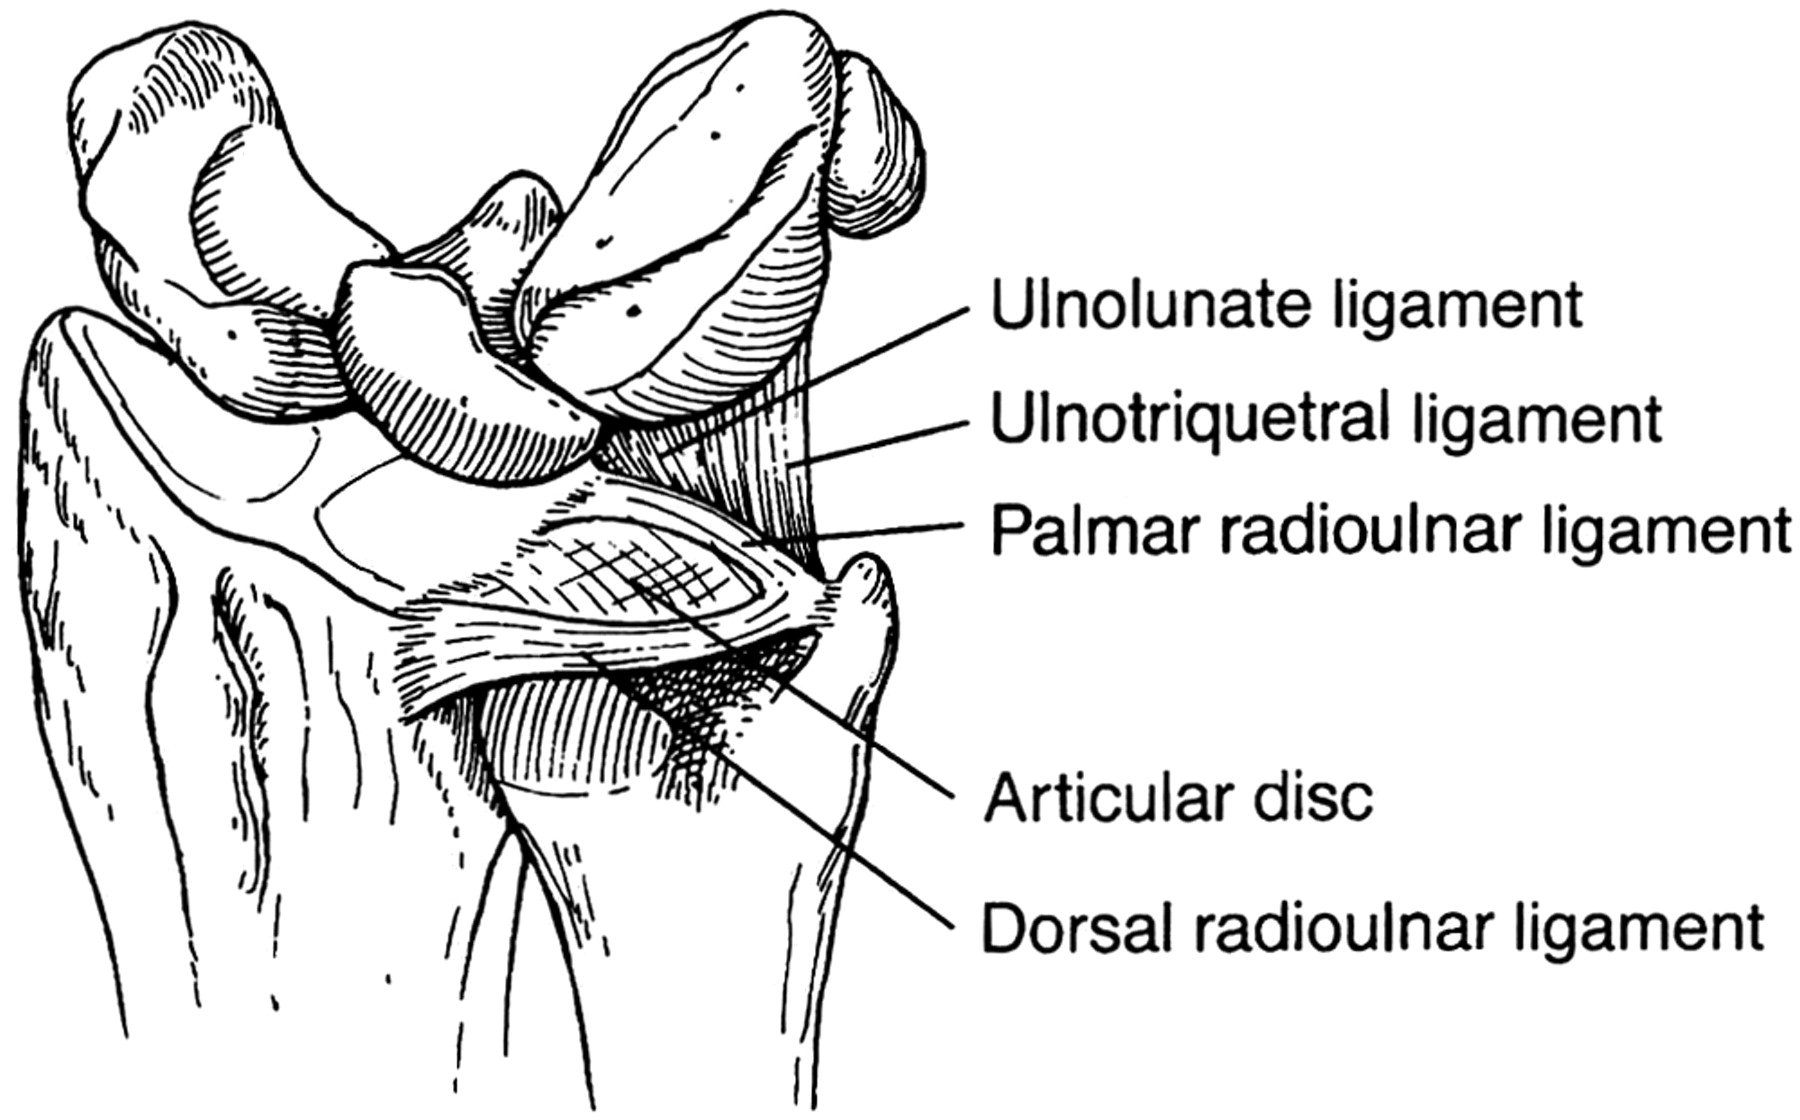 Ulnolunate ligament
Ulnotriquetral ligament
Palmar radioulnar ligament
Articular disc
Dorsal radioulnar ligament